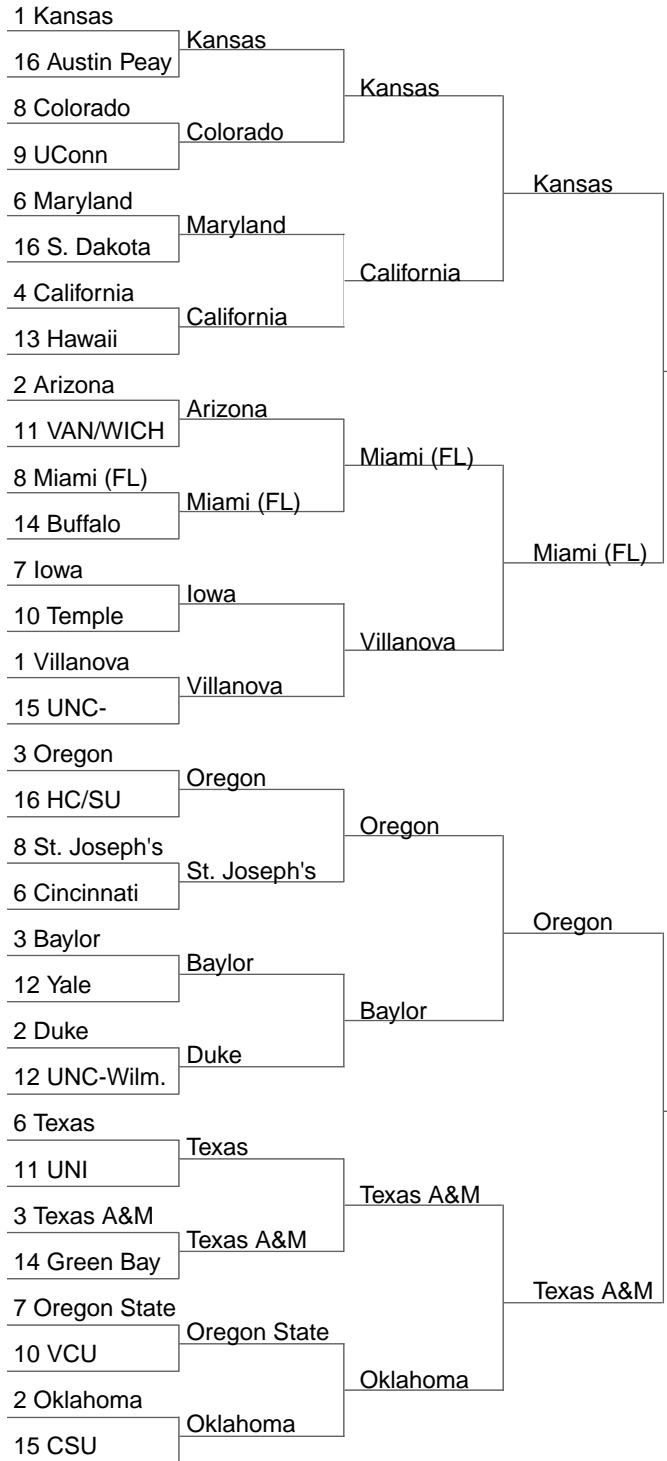 1 Kansas
16 Austin Peay
8 Colorado
9 UConn
6 Maryland
16 S. Dakota
4 California
13 Hawaii
2 Arizona
11 VAN/WICH
8 Miami (FL)
14 Buffalo
7 Iowa
10 Temple
1 Villanova
15 UNC-
3 Oregon
16 HC/SU
8 St. Joseph's
6 Cincinnati
3 Baylor
12 Yale
2 Duke
12 UNC-Wilm.
6 Texas
11 UNI
3 Texas A&M
14 Green Bay
7 Oregon State
10 VCU
2 Oklahoma
15 CSU
Kansas
Colorado
Maryland
California
Arizona
Miami (FL)
Iowa
Villanova
Oregon
St. Joseph's
Baylor
Duke
Texas
Texas A&M
Oregon State
Oklahoma
Kansas
California
Miami (FL)
Villanova
Oregon
Baylor
Texas A&M
Oklahoma
Kansas
Miami (FL)
Oregon
Texas A&M